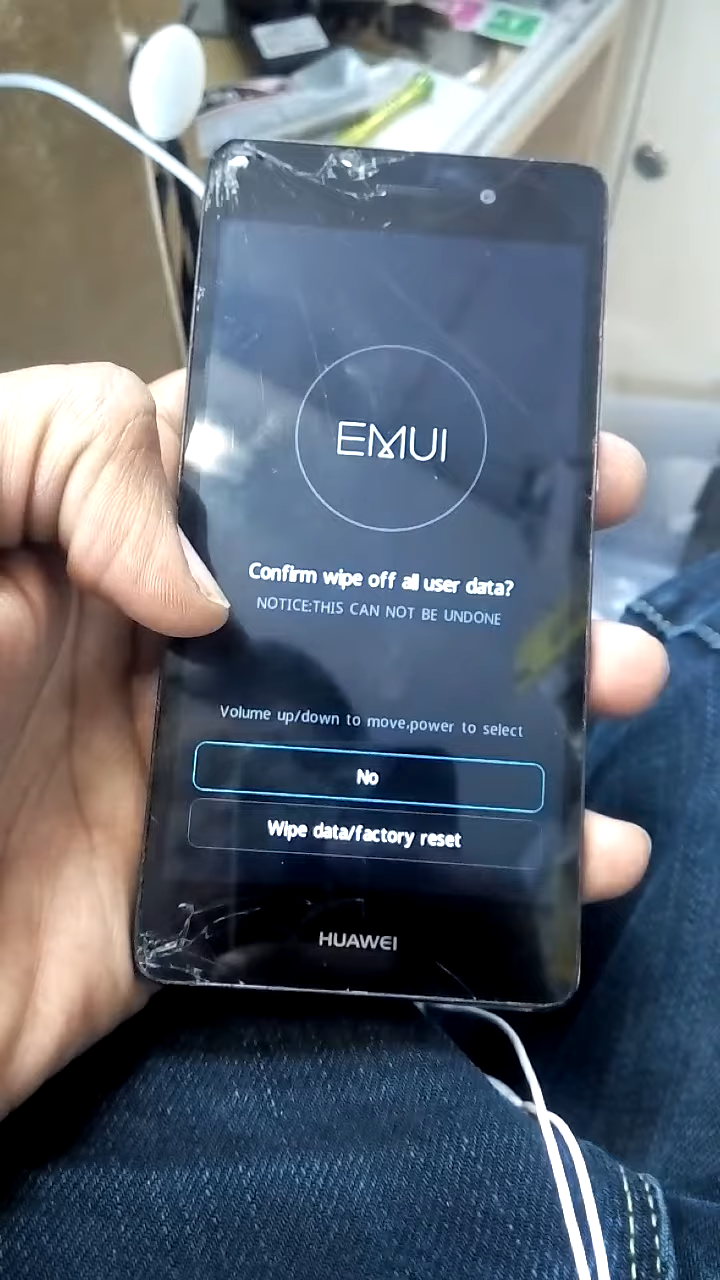 EMUI
Confirm wipe off all user data?
NOTICE:THIS CAN NOT BE UNDONE
Volume up/down to move,power to select
No
Wipe data/factory reset
HUAWEI